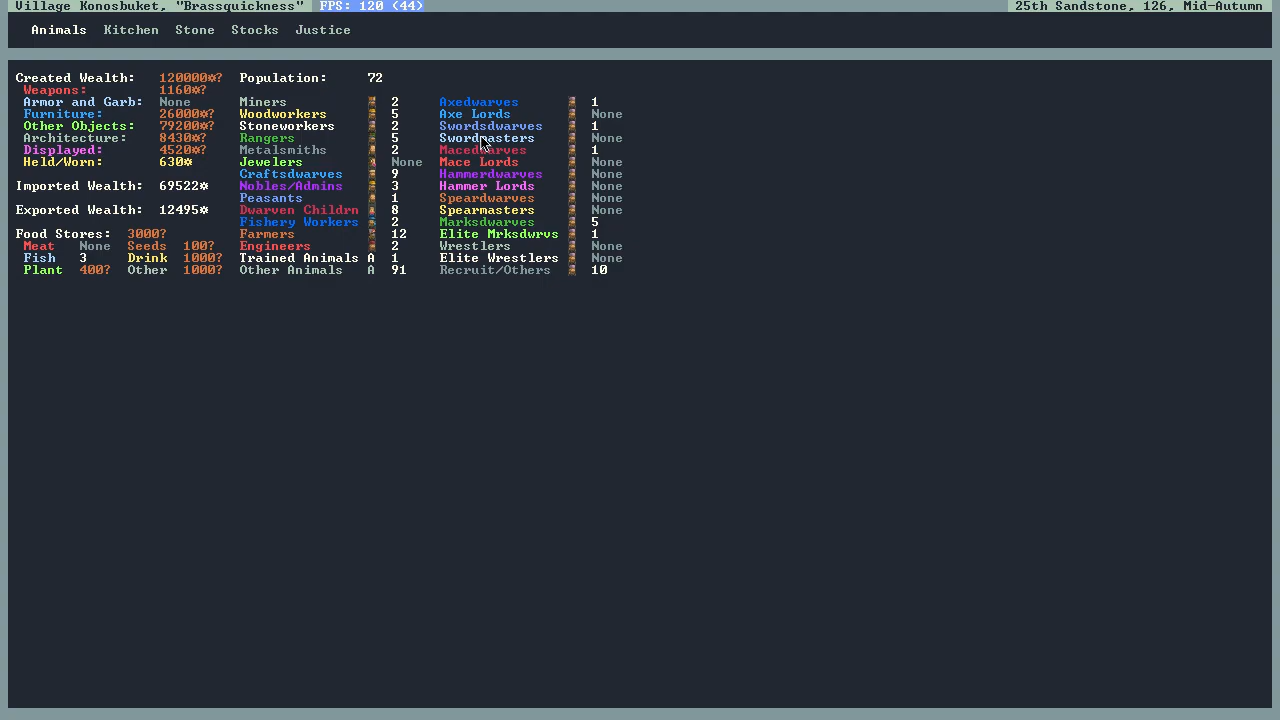 Village Konosbuket, "Brassquickness" FPS: 120 (44) 25th Sandstone, 126, Mid-Autumn
Animals Kitchen Stone Stocks Justice
Created Wealth: 120000☼? Population: 72
Weapons: 1160☼?
Armor and Garb: None Miners 2 Axedwarves 1
Furniture: 26000☼? Woodworkers 5 Axe Lords None
Other Objects: 79200☼? Stoneworkers 2 Swordsdwarves 1
Architecture: 8430☼? Rangers 5 Swordmasters None
Displayed: 4520☼? Metalsmiths 2 Macedwarves 1
Held/Worn: 630☼ Jewelers None Mace Lords None
Craftsdwarves 9 Hammerdwarves None
Imported Wealth: 69522☼ Nobles/Admins 3 Hammer Lords None
Peasants 1 Speardwarves None
Exported Wealth: 12495☼ Dwarven Childrn 8 Spearmasters None
Fishery Workers 2 Marksdwarves 5
Food Stores: 3000? Farmers 12 Elite Mrksdwrvs 1
Meat None Seeds 100? Engineers 2 Wrestlers None
Fish 3 Drink 1000? Trained Animals A 1 Elite Wrestlers None
Plant 400? Other 1000? Other Animals A 91 Recruit/Others 10